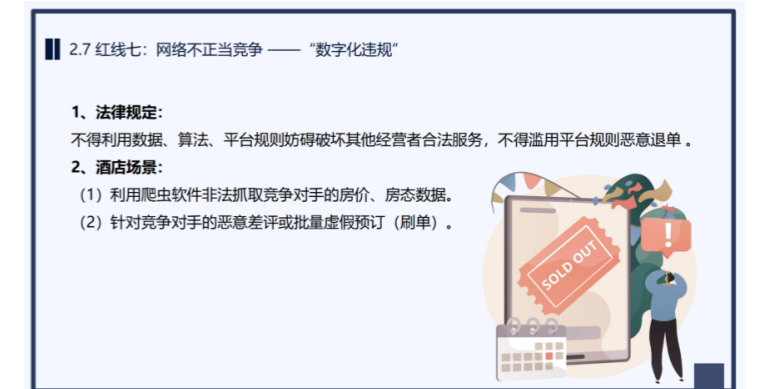 2.7 红线七：网络不正当竞争 ——“数字化违规”
1、法律规定：
不得利用数据、算法、平台规则妨碍破坏其他经营者合法服务，不得滥用平台规则恶意退单 。
2、酒店场景：
（1）利用爬虫软件非法抓取竞争对手的房价、房态数据。
（2）针对竞争对手的恶意差评或批量虚假预订（刷单）。
SOLD OUT
!